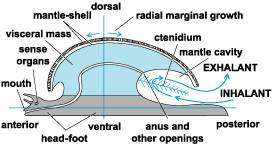 dorsal
mantle-shell
radial marginal growth
visceral mass
ctenidium
sense
organs
mantle cavity
EXHALANT
mouth
INHALANT
anterior
ventral
anus and
other openings
posterior
head-foot